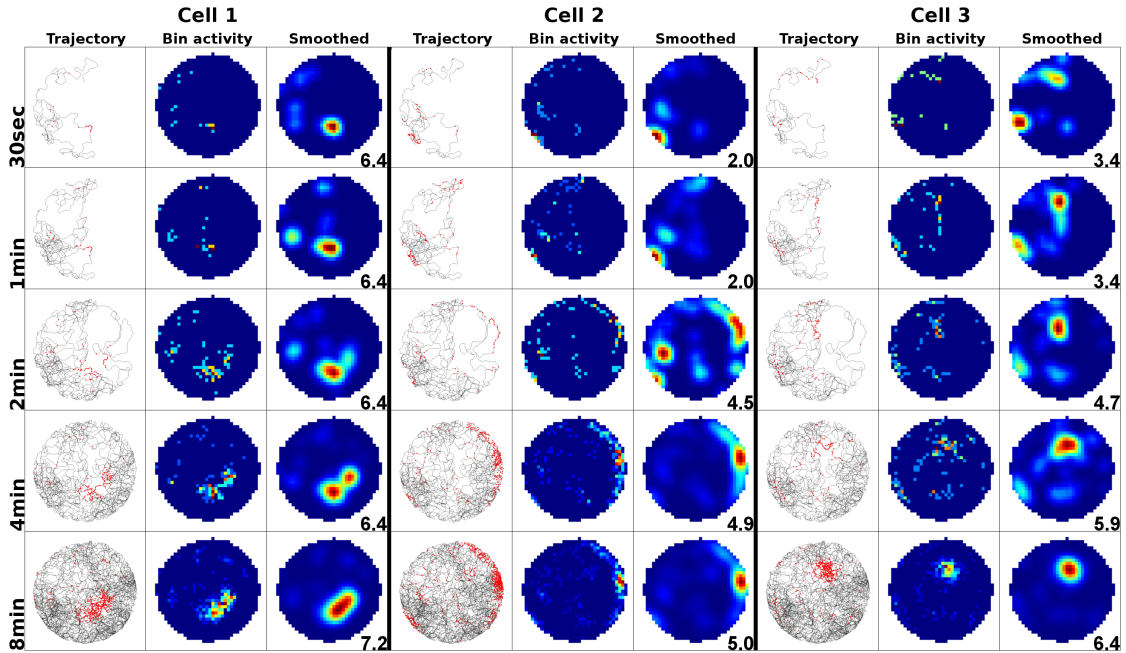 Cell 1 Cell 2 Cell 3
Trajectory Bin activity Smoothed Trajectory Bin activity Smoothed Trajectory Bin activity Smoothed
30sec 6.4 2.0 3.4
1min 6.4 2.0 3.4
2min 6.4 4.5 4.7
4min 6.4 4.9 5.9
8min 7.2 5.0 6.4